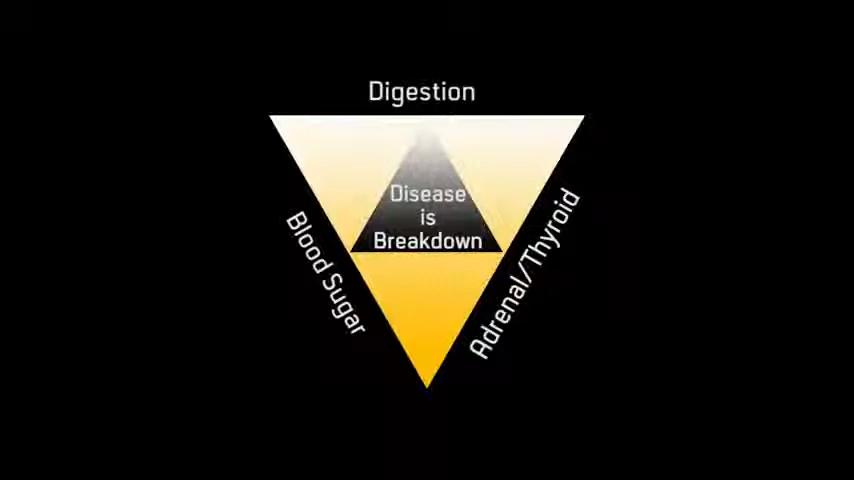 Digestion
Disease
is
Breakdown
Blood Sugar
Adrenal/Thyroid